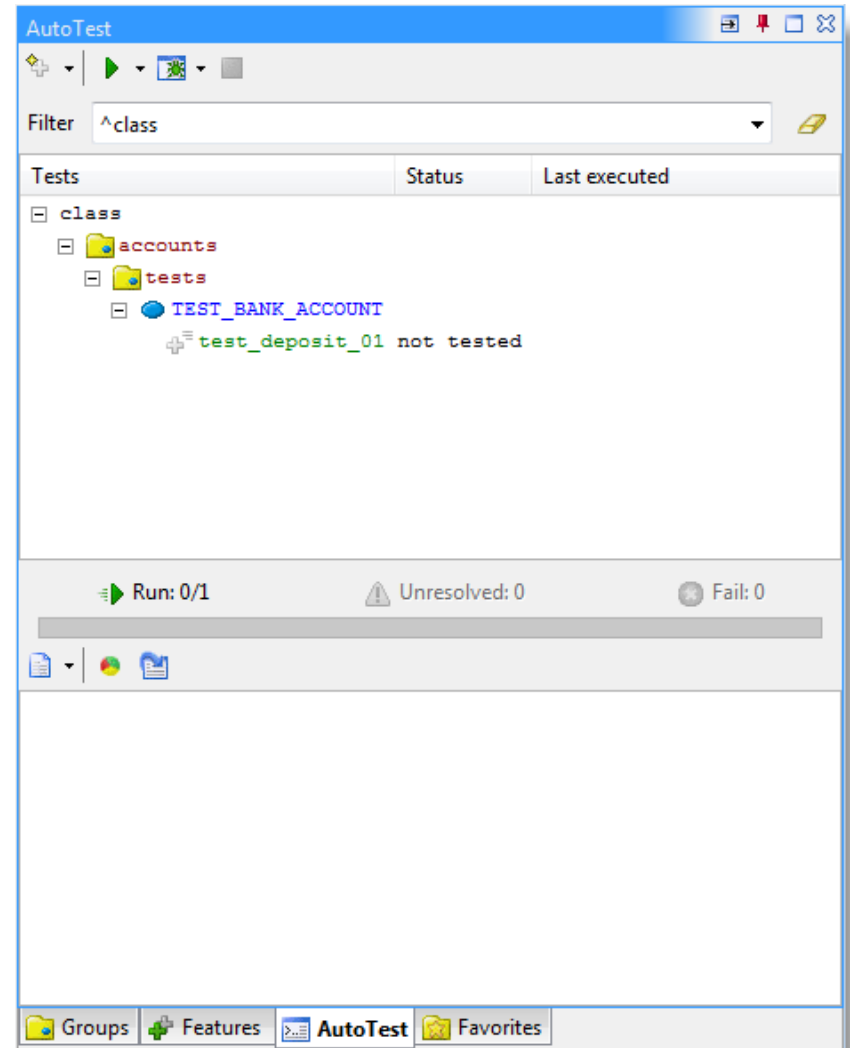 AutoTest
Filter ^class
Tests Status Last executed
class
accounts
tests
TEST_BANK_ACCOUNT
test_deposit_01 not tested
Run: 0/1 Unresolved: 0 Fail: 0
Groups Features AutoTest Favorites